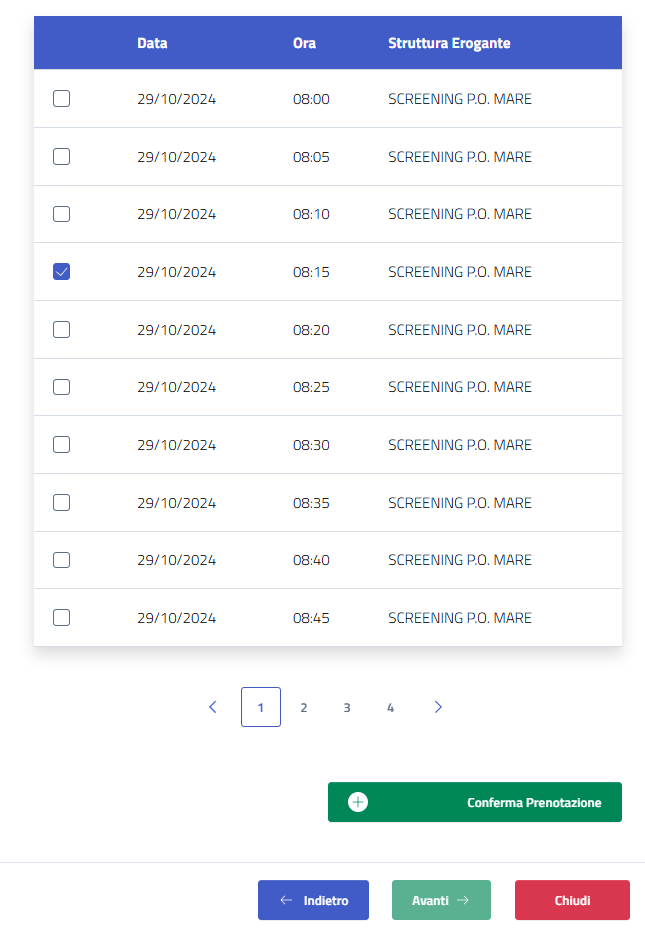 Data Ora Struttura Erogante
29/10/2024 08:00 SCREENING P.O. MARE
29/10/2024 08:05 SCREENING P.O. MARE
29/10/2024 08:10 SCREENING P.O. MARE
29/10/2024 08:15 SCREENING P.O. MARE
29/10/2024 08:20 SCREENING P.O. MARE
29/10/2024 08:25 SCREENING P.O. MARE
29/10/2024 08:30 SCREENING P.O. MARE
29/10/2024 08:35 SCREENING P.O. MARE
29/10/2024 08:40 SCREENING P.O. MARE
29/10/2024 08:45 SCREENING P.O. MARE
1 2 3 4
Conferma Prenotazione
Indietro Avanti Chiudi